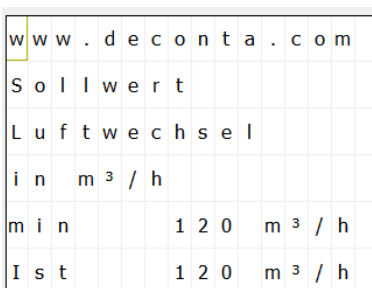 www.deconta.com
Sollwert
Luftwechsel
in m³/h
min 120 m³/h
Ist 120 m³/h